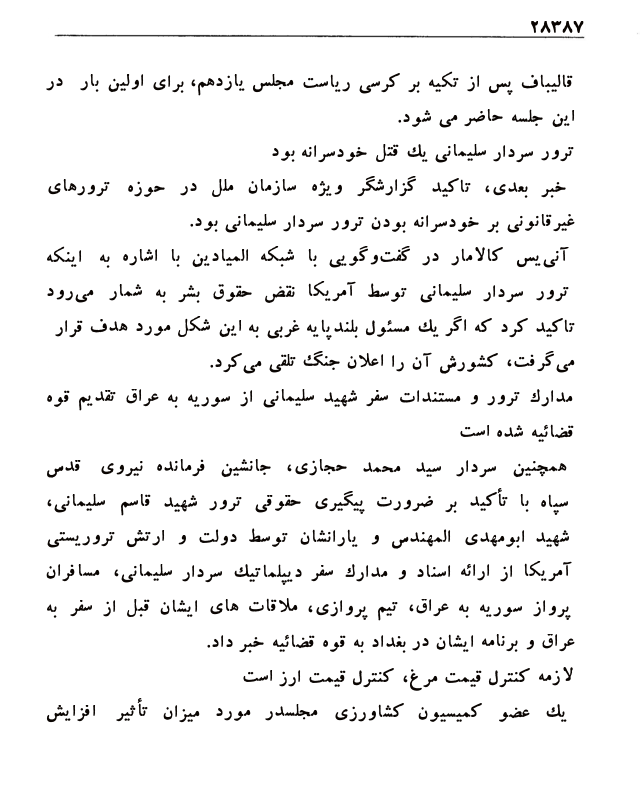 ۲۸۳۸۷
قالیباف پس از تکیه بر کرسی ریاست مجلس یازدهم، برای اولین بار در
این جلسه حاضر می شود.
ترور سردار سلیمانی یك قتل خودسرانه بود
خبر بعدی، تاکید گزارشگر ویژه سازمان ملل در حوزه ترورهای
غیرقانونی بر خودسرانه بودن ترور سردار سلیمانی بود.
آنی‌یس کالامار در گفت‌وگویی با شبکه المیادین با اشاره به اینکه
ترور سردار سلیمانی توسط آمریکا نقض حقوق بشر به شمار می‌رود
تاکید کرد که اگر یك مسئول بلندپایه غربی به این شکل مورد هدف قرار
می‌گرفت، کشورش آن را اعلان جنگ تلقی می‌کرد.
مدارك ترور و مستندات سفر شهید سلیمانی از سوریه به عراق تقدیم قوه
قضائیه شده است
همچنین سردار سید محمد حجازی، جانشین فرمانده نیروی قدس
سپاه با تأکید بر ضرورت پیگیری حقوقی ترور شهید قاسم سلیمانی،
شهید ابومهدی المهندس و یارانشان توسط دولت و ارتش تروریستی
آمریکا از ارائه اسناد و مدارك سفر دیپلماتیك سردار سلیمانی، مسافران
پرواز سوریه به عراق، تیم پروازی، ملاقات های ایشان قبل از سفر به
عراق و برنامه ایشان در بغداد به قوه قضائیه خبر داد.
لازمه کنترل قیمت مرغ، کنترل قیمت ارز است
یك عضو کمیسیون کشاورزی مجلسدر مورد میزان تأثیر افزایش